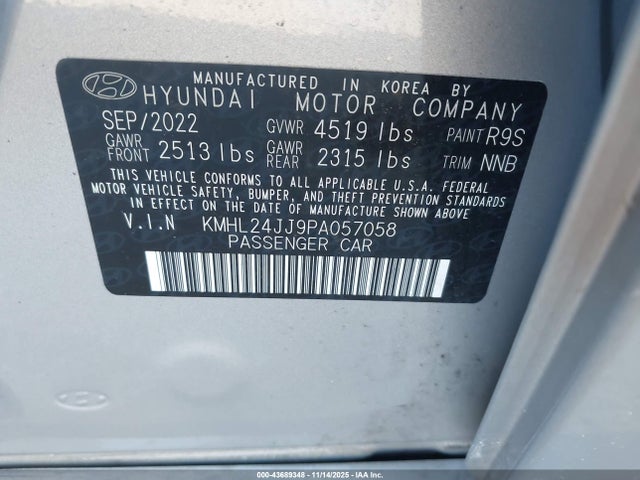 MANUFACTURED IN KOREA BY
HYUNDAI MOTOR COMPANY
SEP/2022 GVWR 4519 lbs PAINT R9S
GAWR FRONT 2513 lbs GAWR REAR 2315 lbs TRIM NNB
THIS VEHICLE CONFORMS TO ALL APPLICABLE U.S.A. FEDERAL
MOTOR VEHICLE SAFETY, BUMPER, AND THEFT PREVENTION STANDARDS
IN EFFECT ON THE DATE OF MANUFACTURE SHOWN ABOVE
V.I.N KMHL24JJ9PA057058
PASSENGER CAR
000-43689348 - 11/14/2025 - IAA Inc.